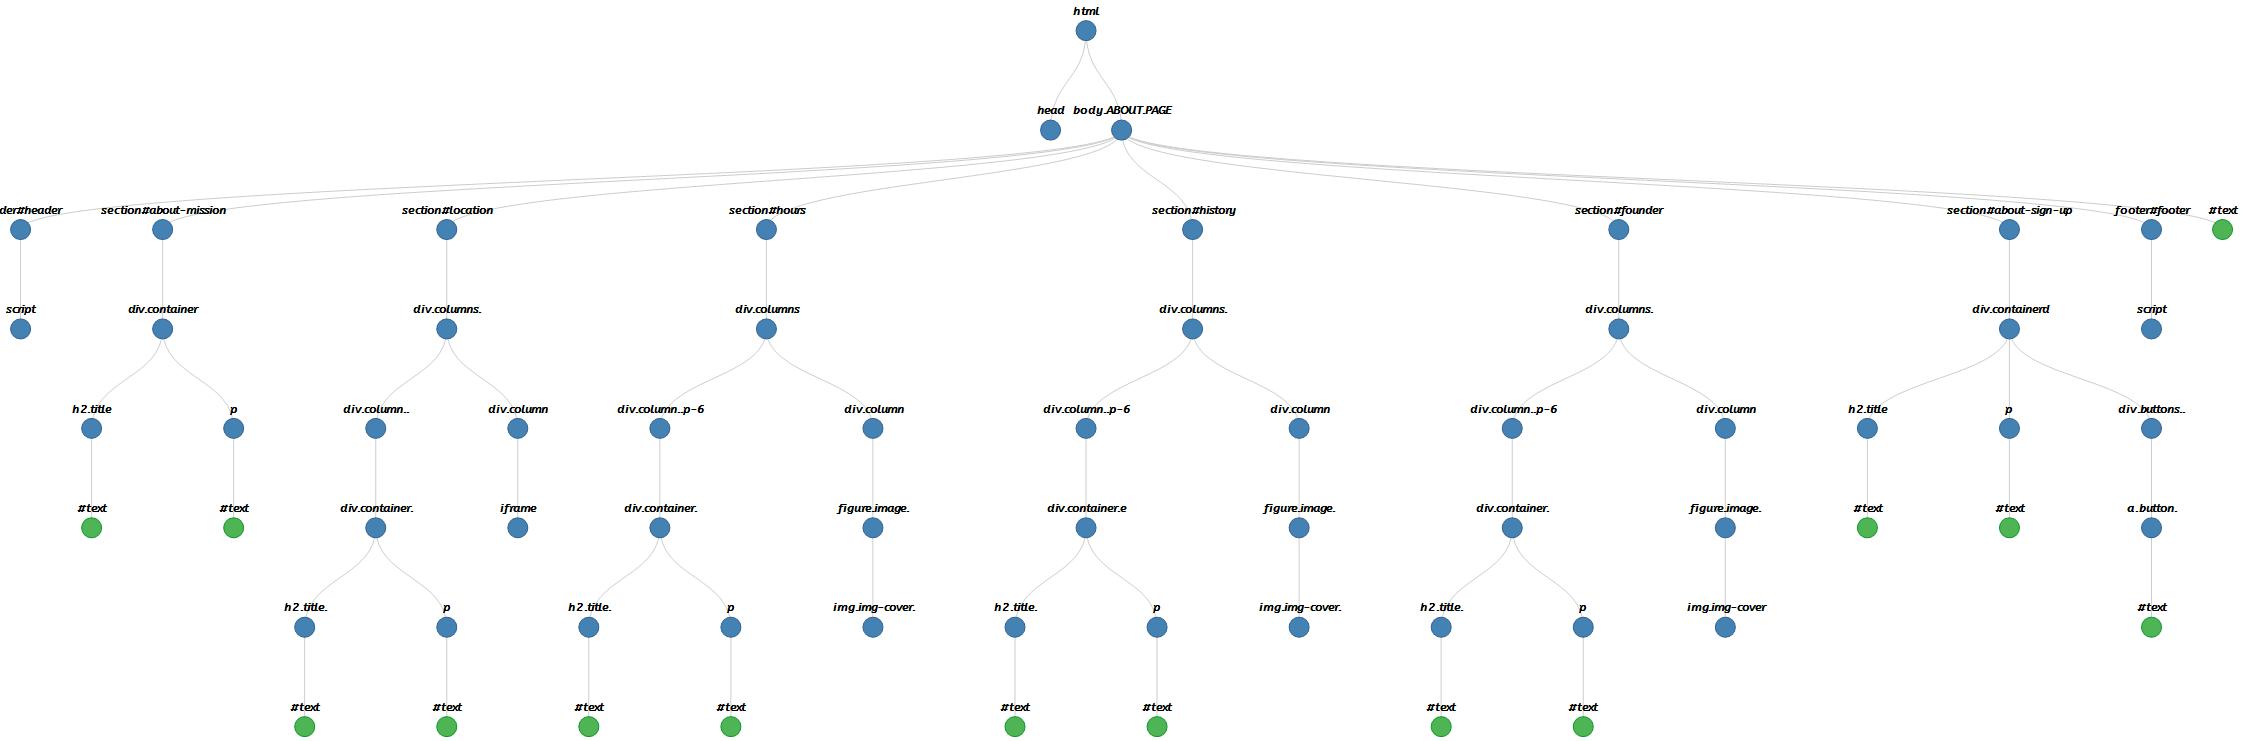 html
head body.ABOUT.PAGE
der#header section#about-mission section#location section#hours section#history section#founder section#about-sign-up footer#footer #text
script div.container div.columns. div.columns div.columns. div.columns. div.containerd script
h2.title p div.column.. div.column div.column..p-6 div.column div.column..p-6 div.column div.column..p-6 div.column h2.title p div.buttons..
#text #text div.container. iframe div.container. figure.image. div.container.e figure.image. div.container. figure.image. #text #text a.button.
h2.title. p h2.title. p img.img-cover. h2.title. p img.img-cover. h2.title. p img.img-cover #text
#text #text #text #text #text #text #text #text